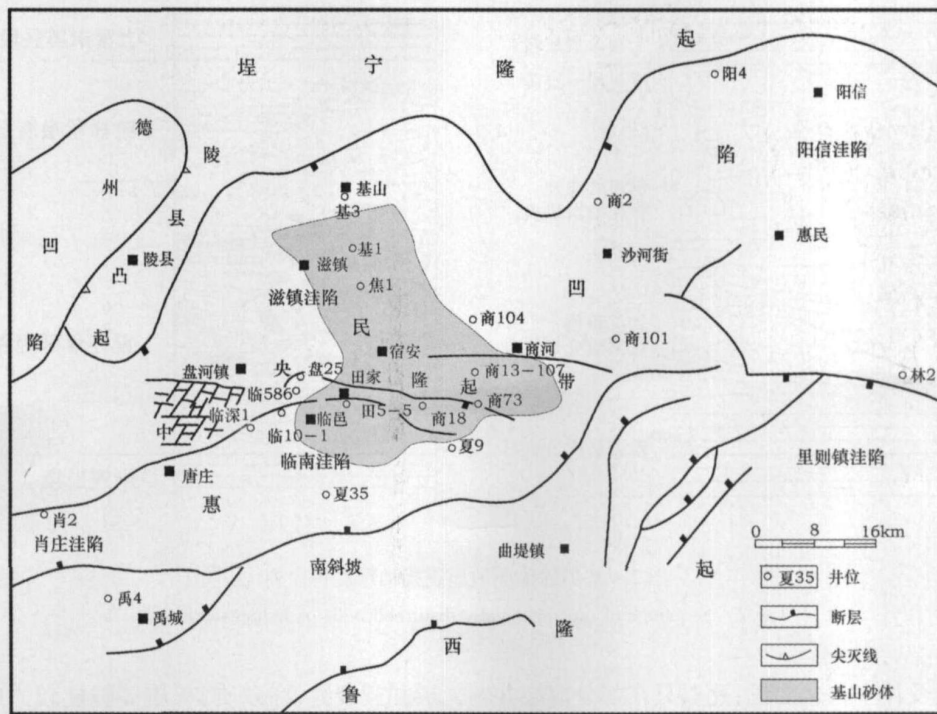 埕宁隆起
阳4
阳信
德州凸起
陵县凹陷
阳信洼陷
基山
基3
商2
惠民
基1
沙河街
陵县
滋镇
滋镇洼陷
焦1
商104
惠民凹陷
宿安
商河
商101
盘河镇
中央隆起带
盘25
田家
商13-107
林2
临586
临深1
临邑
田5-5
商18
商73
临10-1
夏9
临南洼陷
里则镇洼陷
唐庄
夏35
肖2
肖庄洼陷
曲堤镇
0 8 16km
南斜坡
夏35 井位
禹4
禹城
断层
鲁西隆起
尖灭线
基山砂体